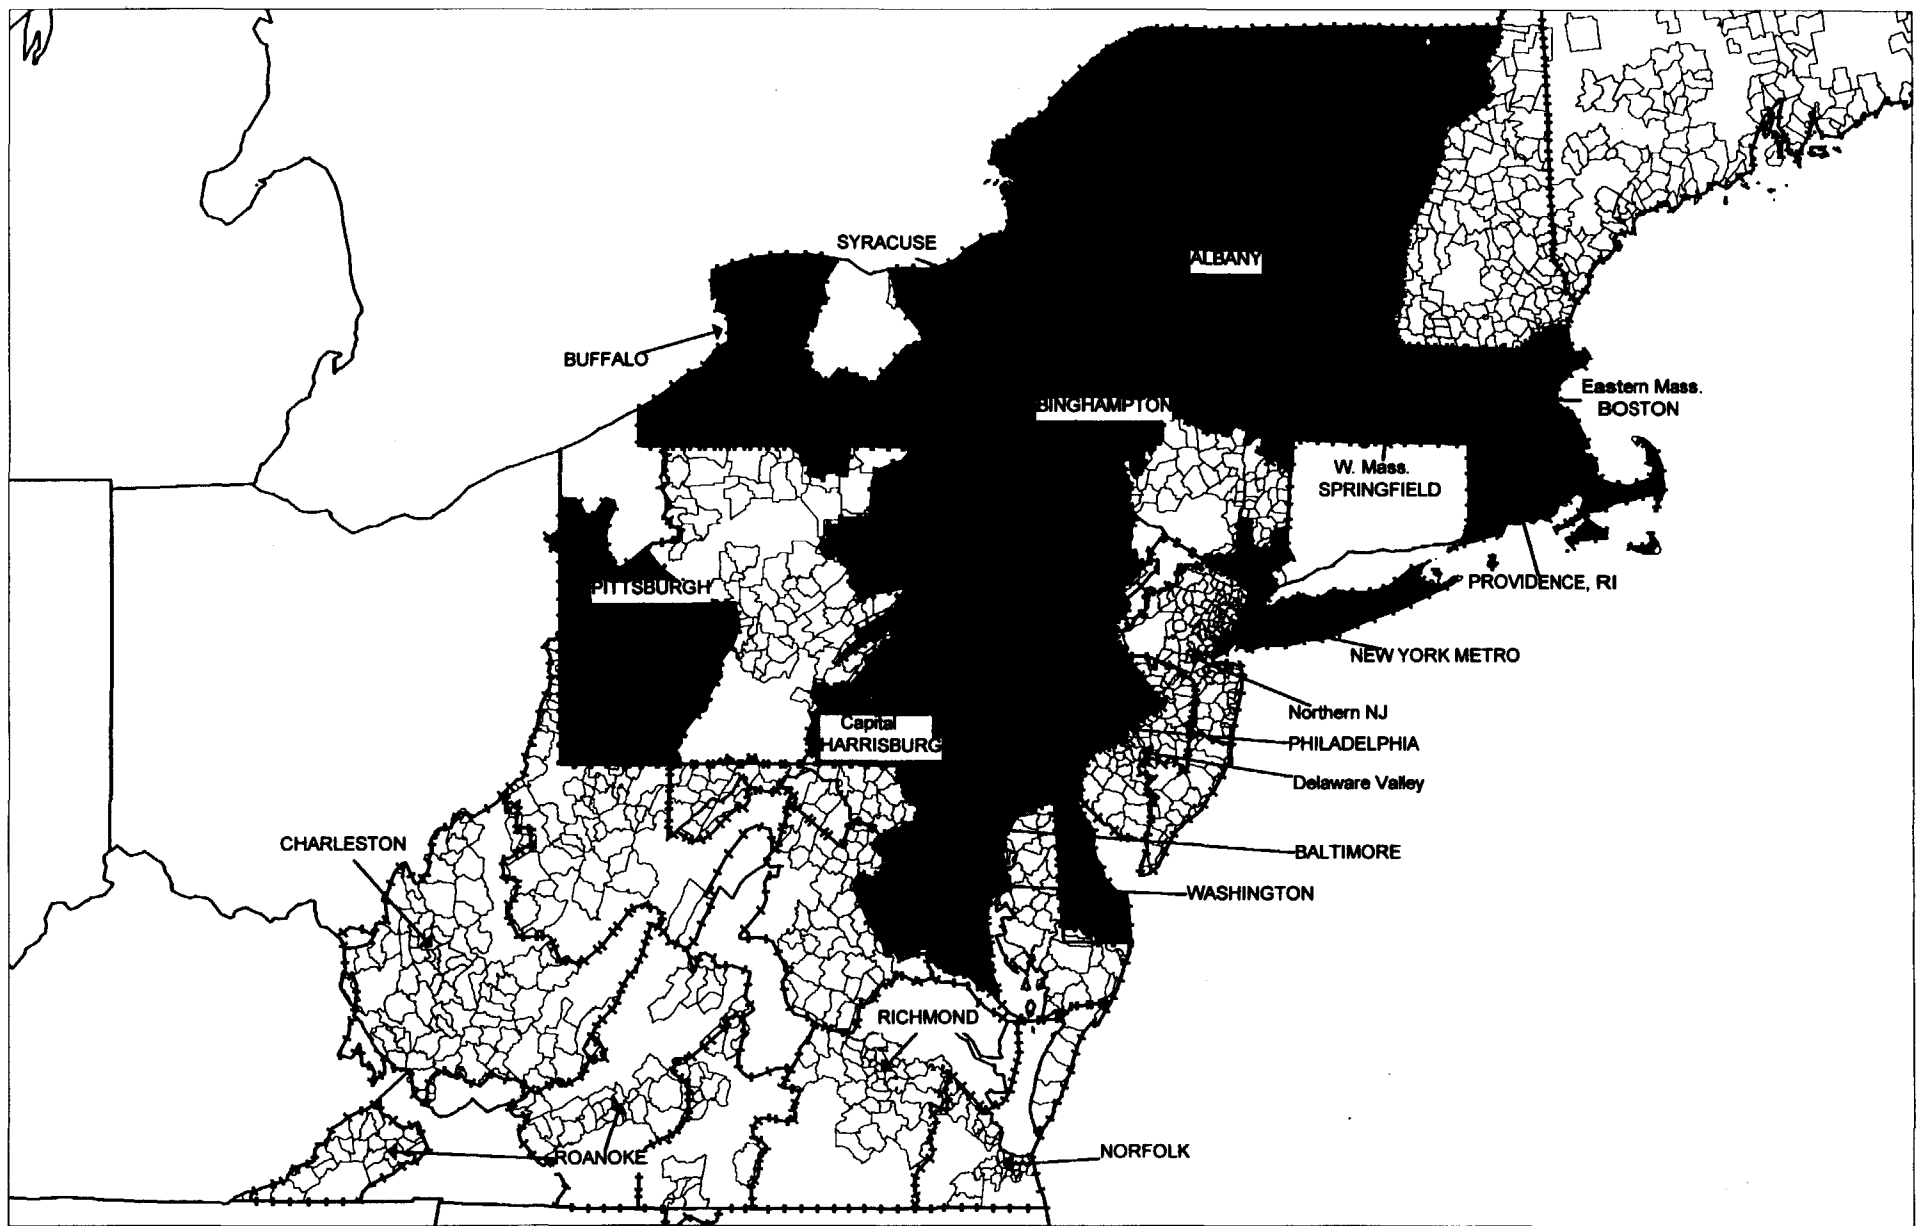 SYRACUSE
ALBANY
BUFFALO
Eastern Mass.
BOSTON
BINGHAMPTON
W. Mass.
SPRINGFIELD
PITTSBURGH
PROVIDENCE, RI
NEW YORK METRO
Northern NJ
Capital
HARRISBURG
PHILADELPHIA
Delaware Valley
CHARLESTON
BALTIMORE
WASHINGTON
RICHMOND
NORFOLK
ROANOKE